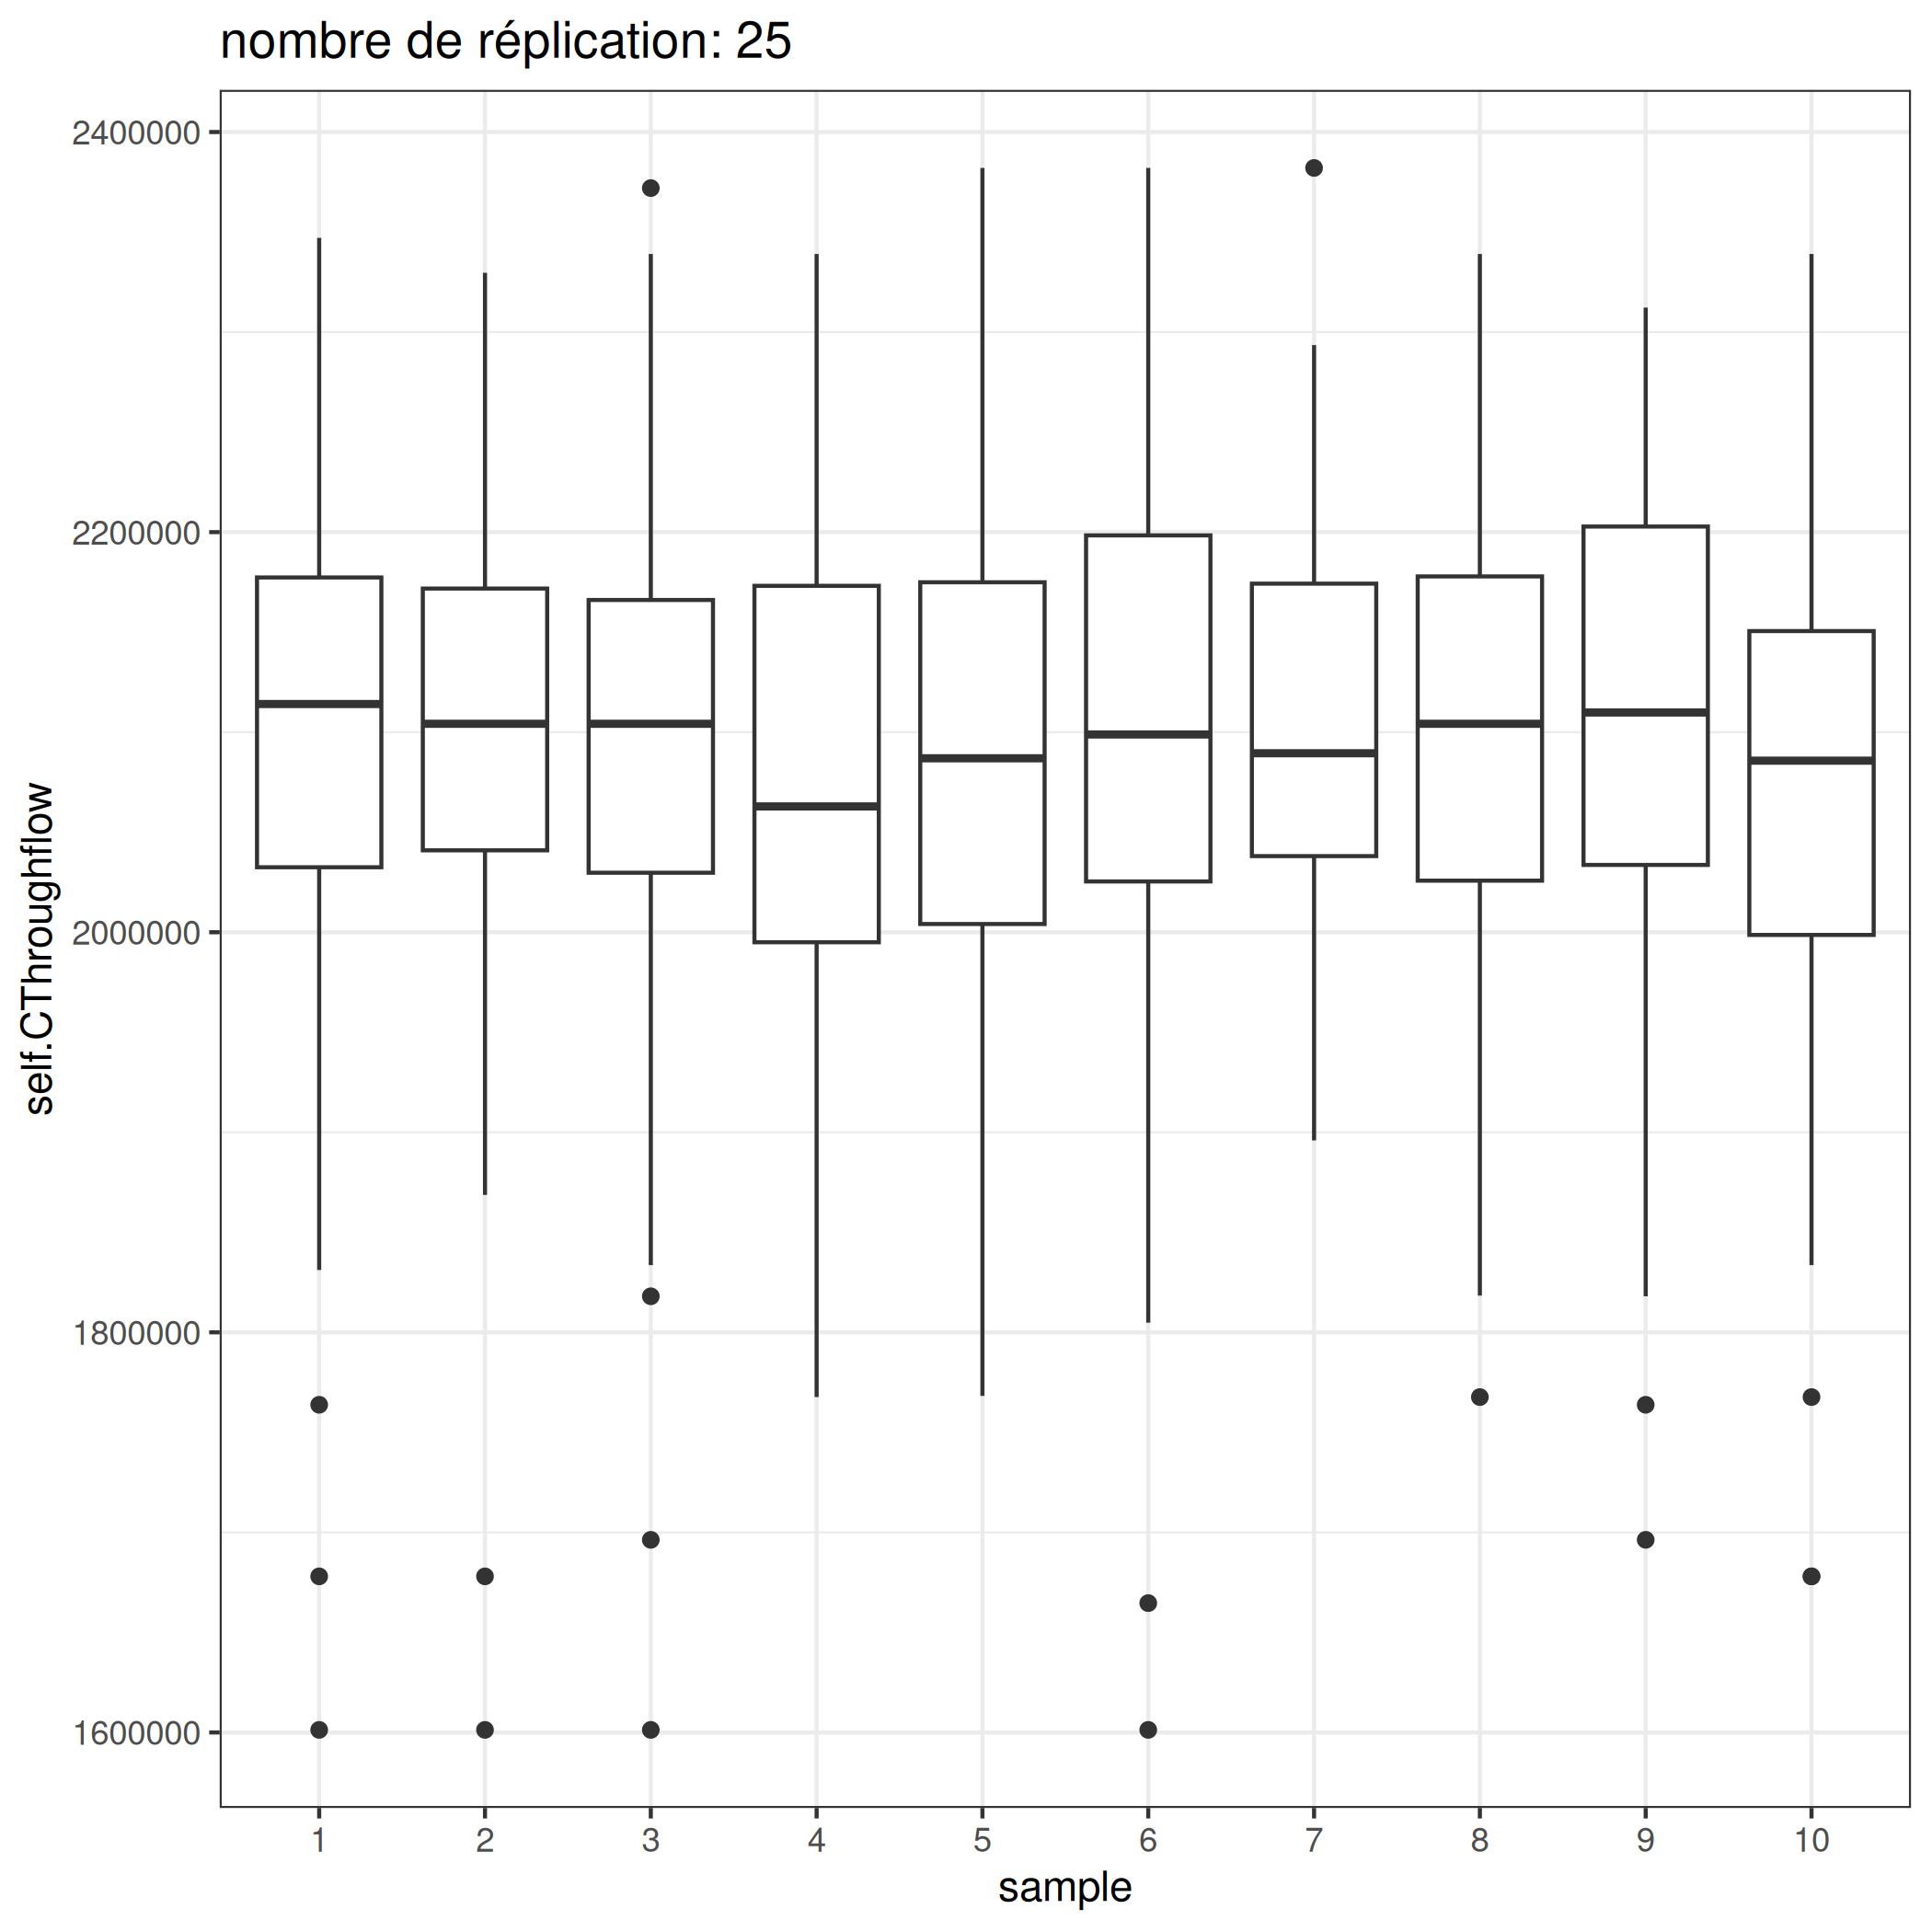 nombre de réplication: 25
self.CThroughflow
2400000
2200000
2000000
1800000
1600000
1 2 3 4 5 6 7 8 9 10
sample